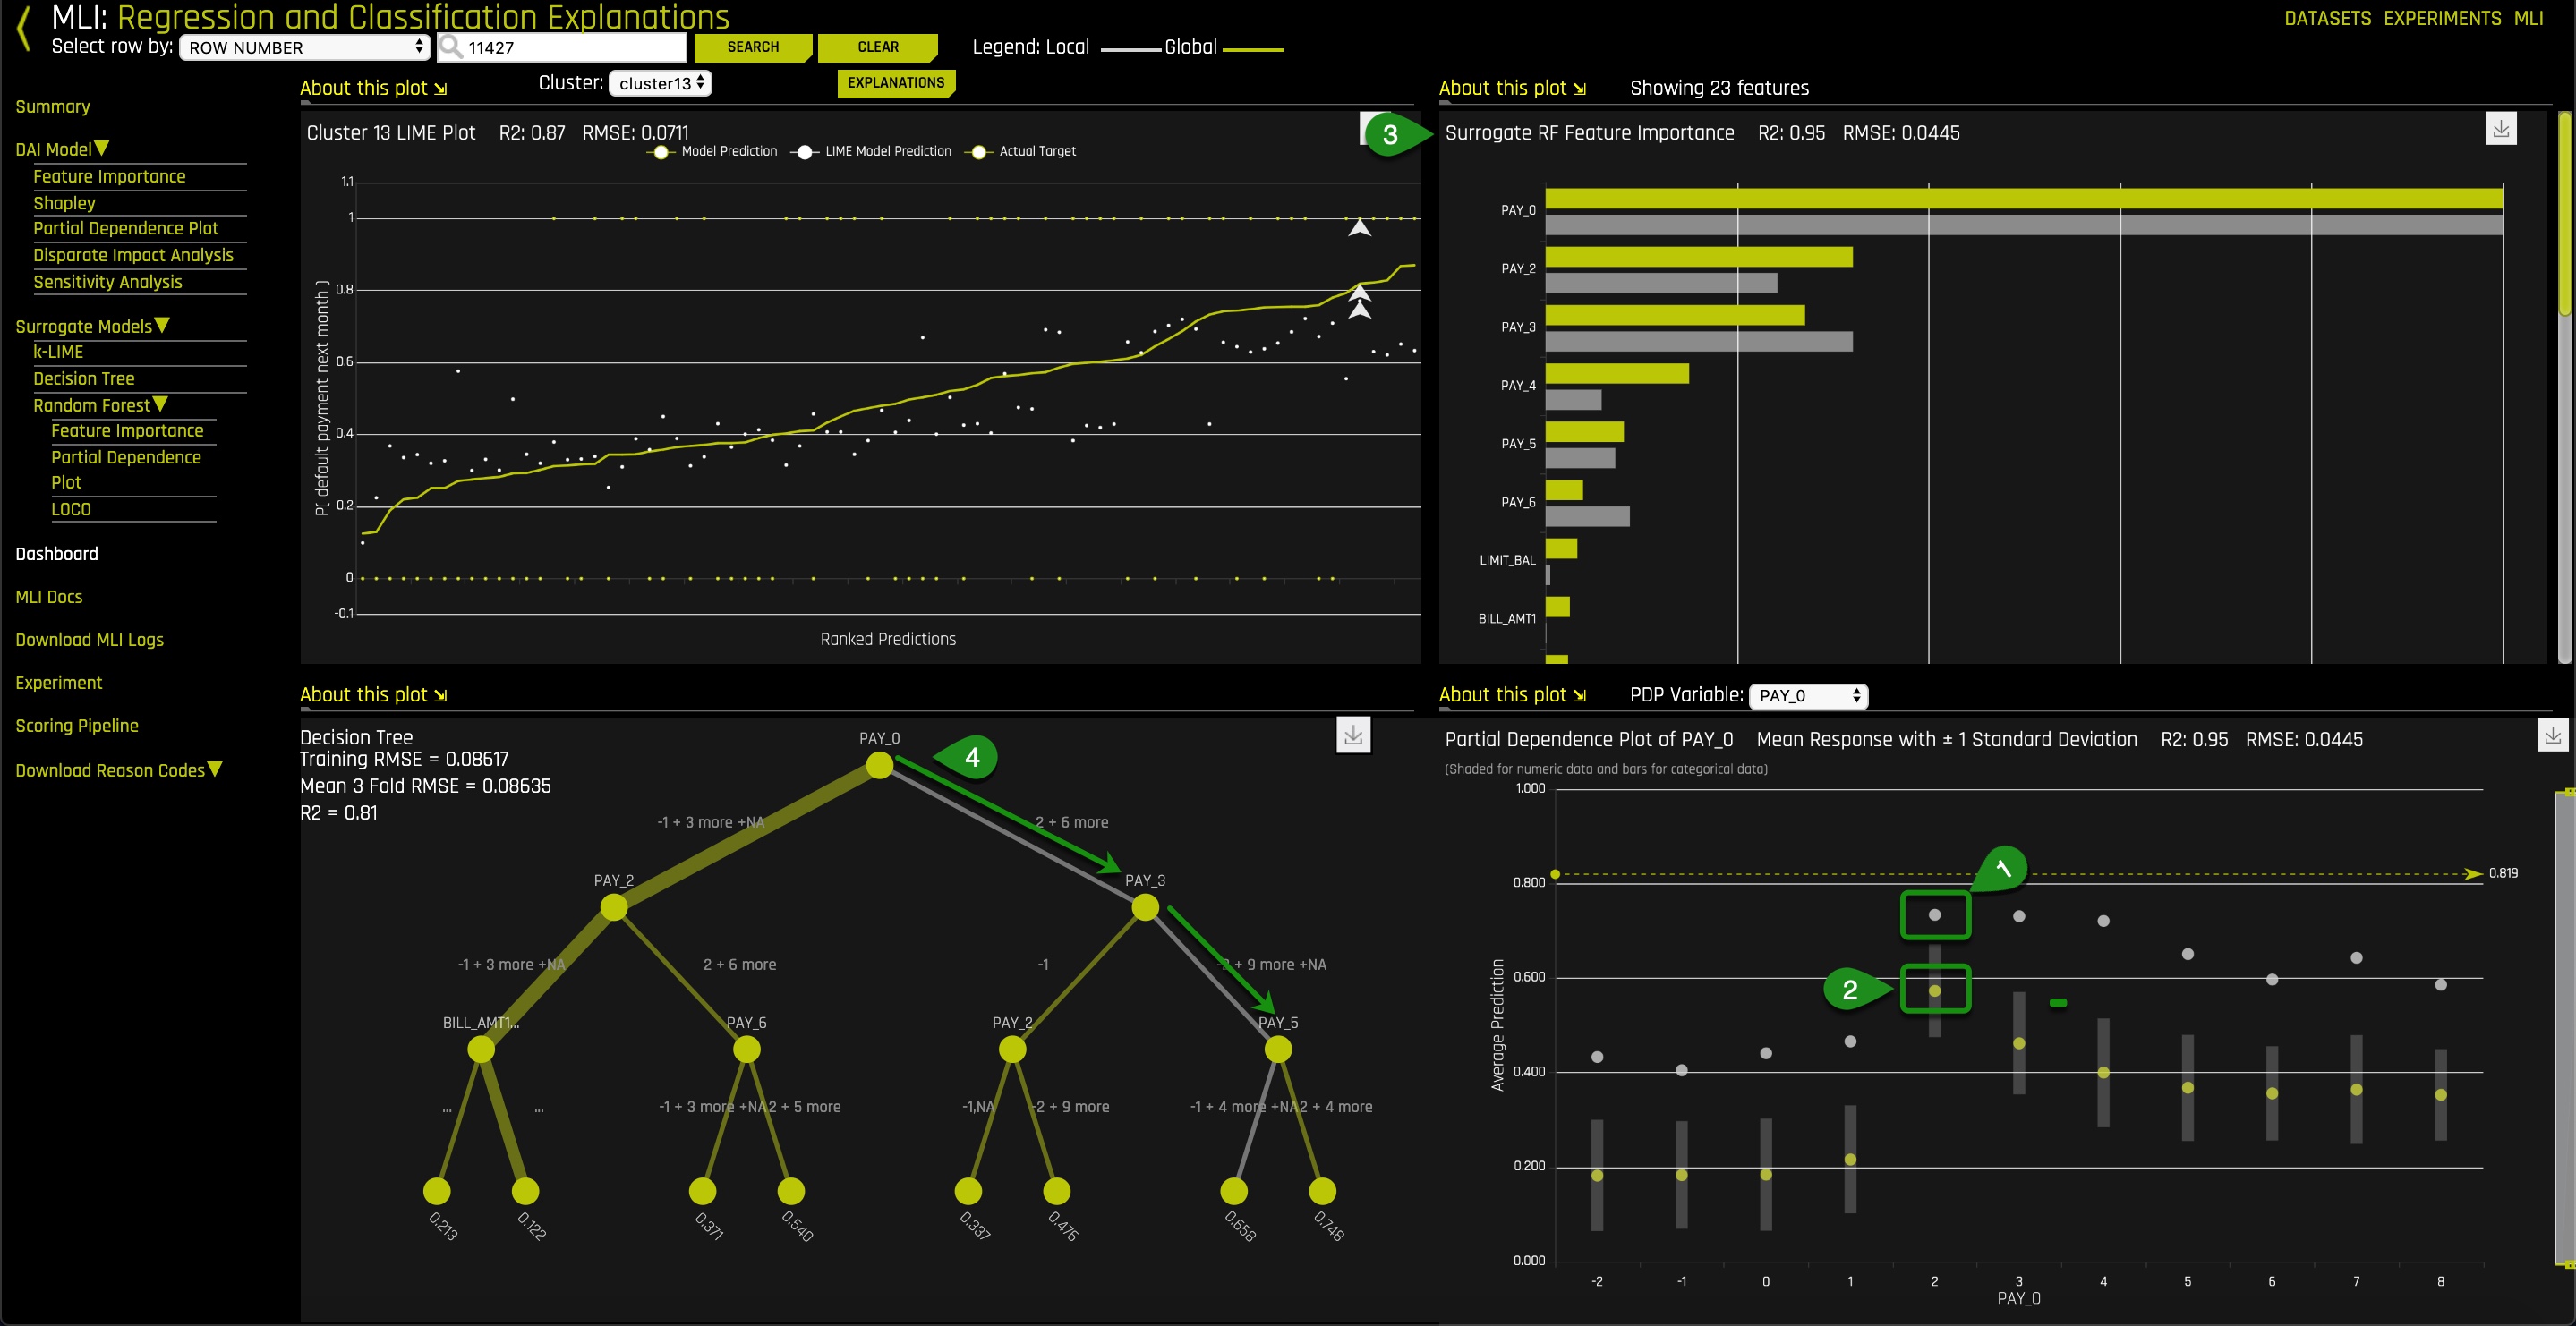 MLI: Regression and Classification Explanations
DATASETS EXPERIMENTS MLI
Select row by: ROW NUMBER 11427 SEARCH CLEAR Legend: Local Global
About this plot Cluster: cluster13 EXPLANATIONS
About this plot Showing 23 features
Summary
DAI Model
Feature Importance
Shapley
Partial Dependence Plot
Disparate Impact Analysis
Sensitivity Analysis
Surrogate Models
k-LIME
Decision Tree
Random Forest
Feature Importance
Partial Dependence
Plot
LOCO
Dashboard
MLI Docs
Download MLI Logs
Experiment
Scoring Pipeline
Download Reason Codes
Cluster 13 LIME Plot R2: 0.87 RMSE: 0.0711
Model Prediction LIME Model Prediction Actual Target
1.1
1
0.8
0.6
0.4
0.2
0
-0.1
P( default payment next month )
Ranked Predictions
3
Surrogate RF Feature Importance R2: 0.95 RMSE: 0.0445
PAY_0
PAY_2
PAY_3
PAY_4
PAY_5
PAY_6
LIMIT_BAL
BILL_AMT1
About this plot
Decision Tree
Training RMSE = 0.08617
Mean 3 Fold RMSE = 0.08635
R2 = 0.81
PAY_0
4
-1 + 3 more +NA 2 + 6 more
PAY_2 PAY_3
-1 + 3 more +NA 2 + 6 more -1 + 9 more +NA
BILL_AMT1... PAY_6 PAY_2 PAY_5
... ... -1 + 3 more +NA 2 + 5 more -1,NA -2 + 9 more -1 + 4 more +NA 2 + 4 more
0.213 0.122 0.371 0.540 0.337 0.476 0.658 0.748
About this plot PDP Variable: PAY_0
Partial Dependence Plot of PAY_0 Mean Response with ± 1 Standard Deviation R2: 0.95 RMSE: 0.0445
(Shaded for numeric data and bars for categorical data)
1.000
0.800
0.600
0.400
0.200
0.000
0.819
1
2
Average Prediction
-2 -1 0 1 2 3 4 5 6 7 8
PAY_0